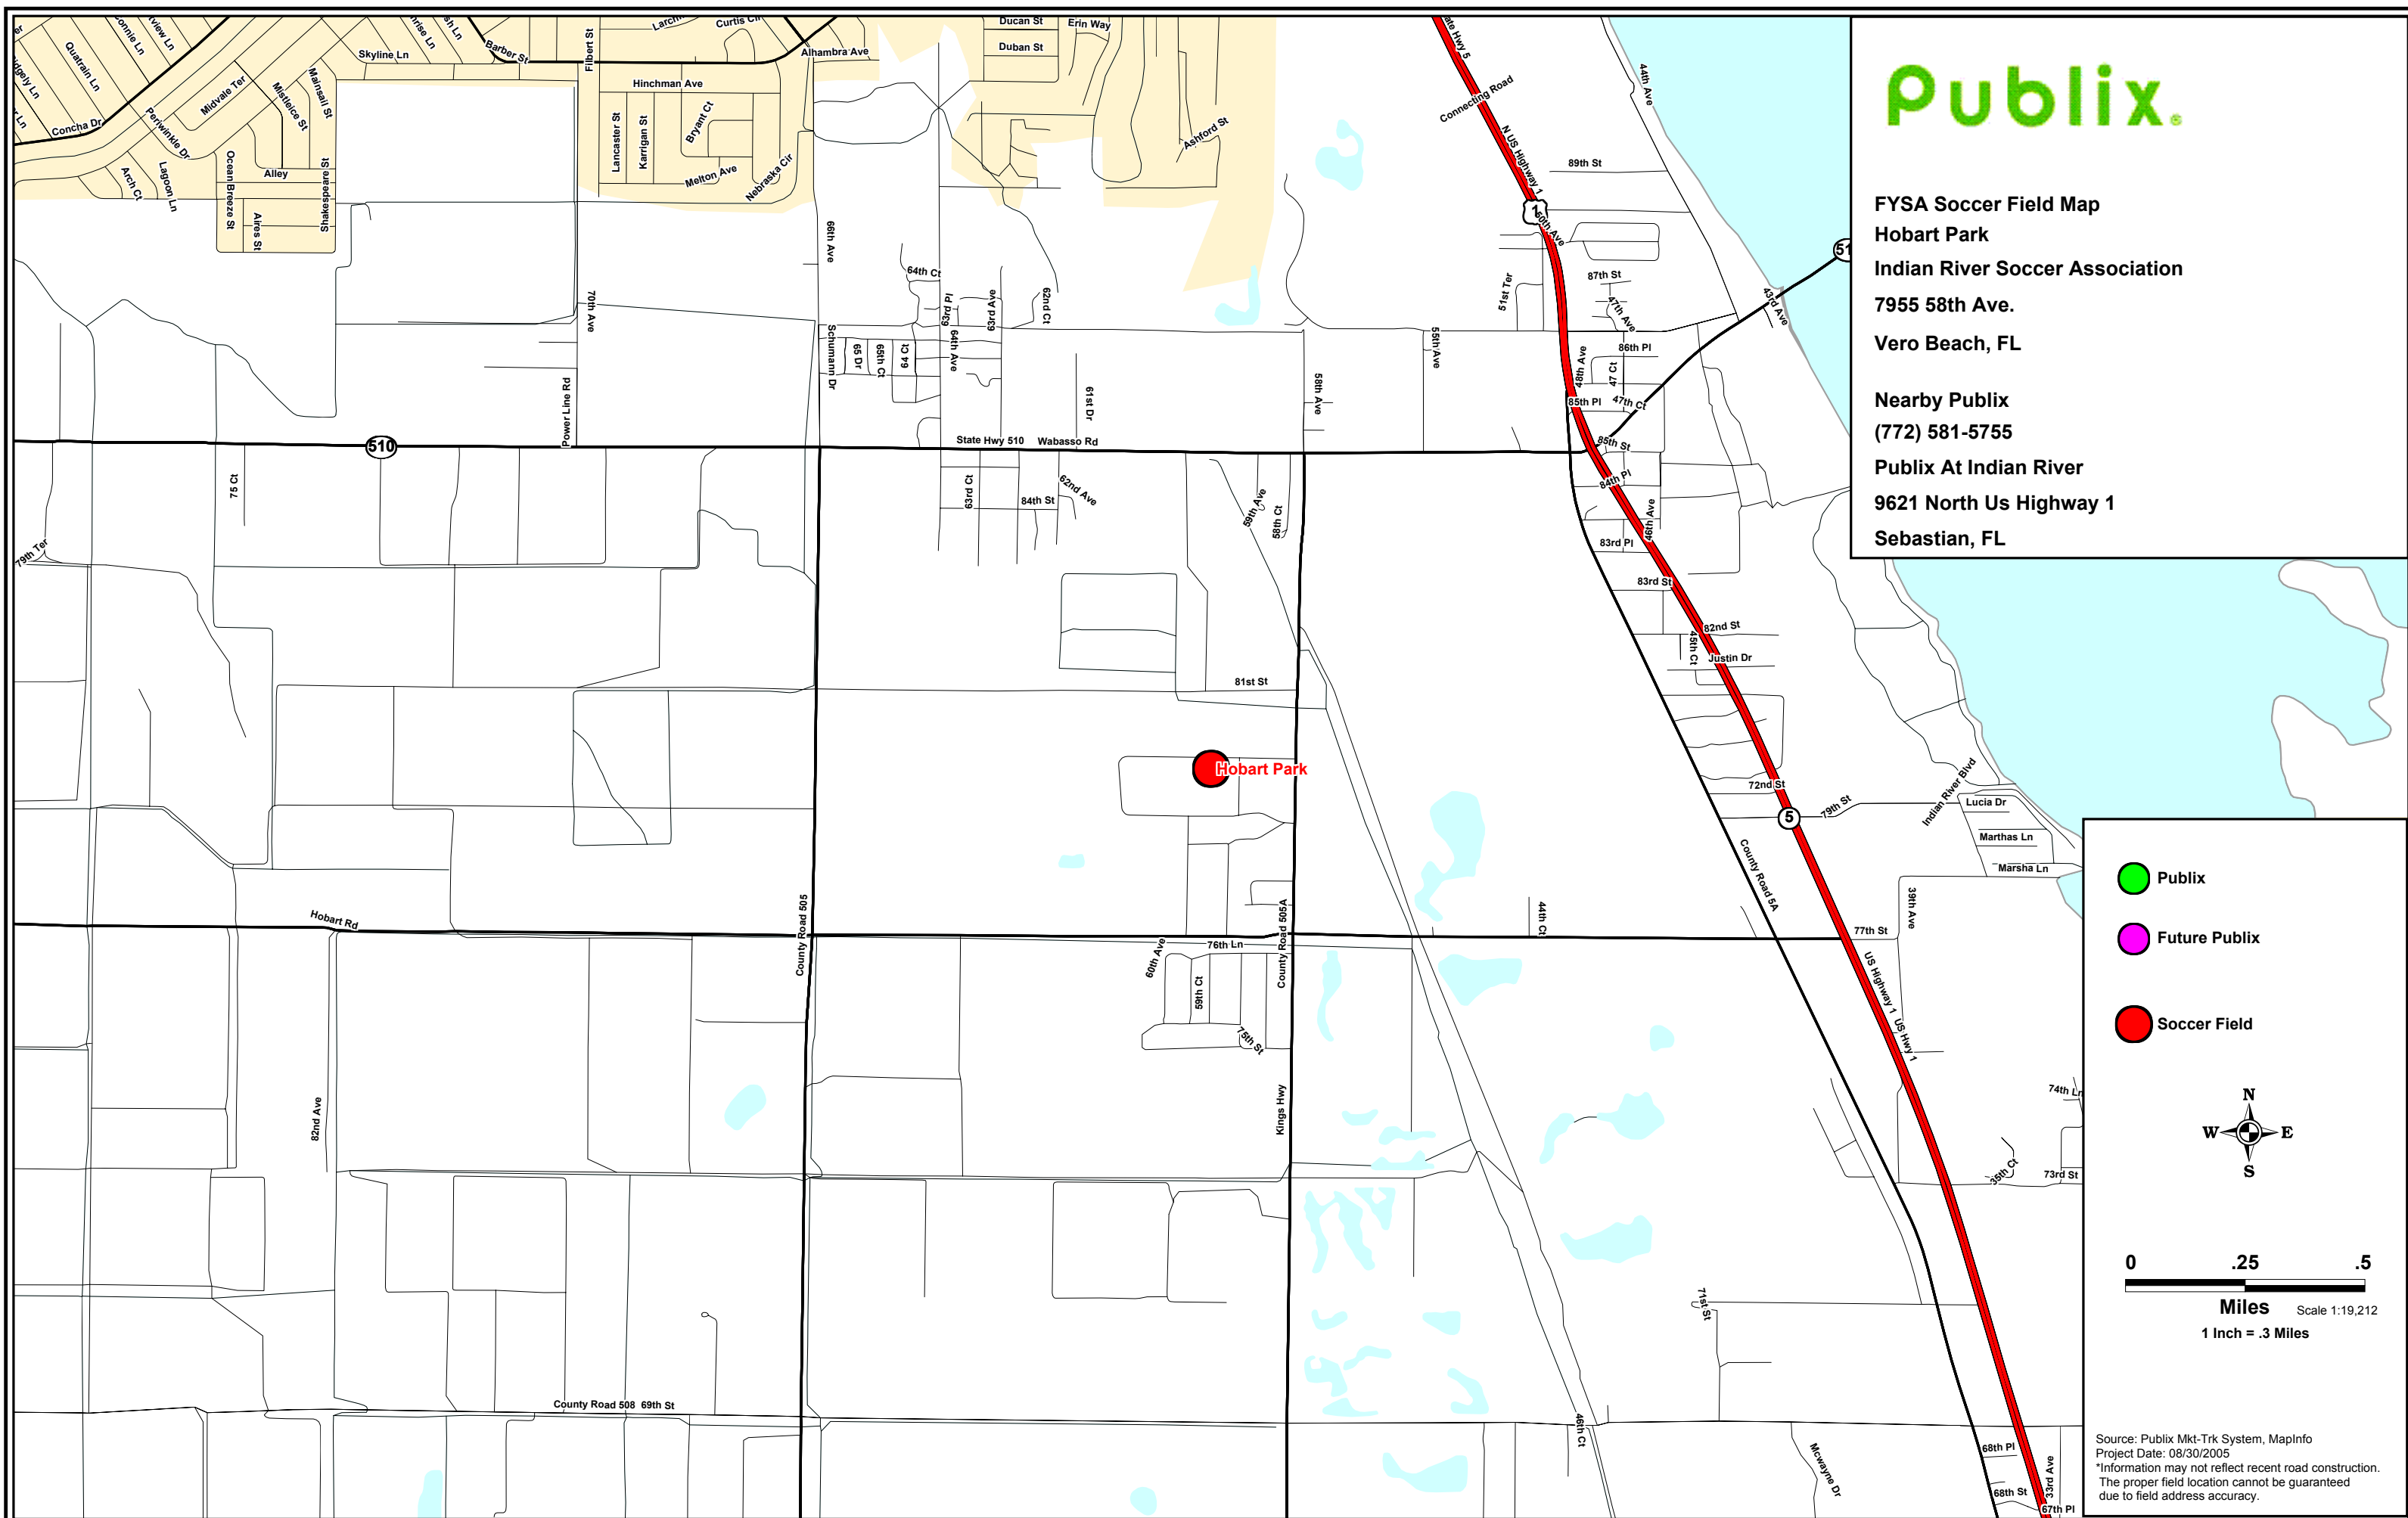 Publix.
FYSA Soccer Field Map
Hobart Park
Indian River Soccer Association
7955 58th Ave.
Vero Beach, FL
Nearby Publix
(772) 581-5755
Publix At Indian River
9621 North Us Highway 1
Sebastian, FL
Quatrain Ln
Concha Dr
Periwinkle Dr
Midvale Ter
Mistleice St
Mainsail St
Skyline Ln
Barber St
Filbert St
Curtis Cir
Alhambra Ave
Ducan St
Erin Way
Duban St
Hinchman Ave
Lancaster St
Karrigan St
Bryant Ct
Melton Ave
Nebraska Cir
Ashford St
Arch Ct
Lagoon Ln
Ocean Breeze St
Alley
Aires St
Shakespeare St
Connecting Road
N US Highway 1
44th Ave
89th St
1
50th Ave
87th St
51st Ter
47th Ave
43rd Ave
86th Pl
48th Ave
47 Ct
85th Pl
47th Ct
85th St
84th Pl
46th Ave
83rd Pl
83rd St
82nd St
45th Ct
Justin Dr
72nd St
5
79th St
Indian River Blvd
Lucia Dr
Marthas Ln
Marsha Ln
39th Ave
77th St
County Road 5A
US Highway 1
US Hwy 1
74th Ln
73rd St
35th Ct
66th Ave
70th Ave
64th Ct
63rd Pl
63rd Ave
62nd Ct
Schumann Dr
65 Dr
65th Ct
64 Ct
64th Ave
61st Dr
58th Ave
55th Ave
Power Line Rd
510
State Hwy 510
Wabasso Rd
75 Ct
79th Ter
63rd Ct
84th St
62nd Ave
59th Ave
58th Ct
81st St
Hobart Park
Hobart Rd
County Road 505
County Road 505A
76th Ln
60th Ave
59th Ct
75th St
44th Ct
82nd Ave
Kings Hwy
71st St
County Road 508
69th St
46th Ct
Mcwayne Dr
68th Pl
68th St
33rd Ave
67th Pl
Publix
Future Publix
Soccer Field
N
W
E
S
0 .25 .5
Miles
Scale 1:19,212
1 Inch = .3 Miles
Source: Publix Mkt-Trk System, MapInfo
Project Date: 08/30/2005
*Information may not reflect recent road construction.
The proper field location cannot be guaranteed
due to field address accuracy.